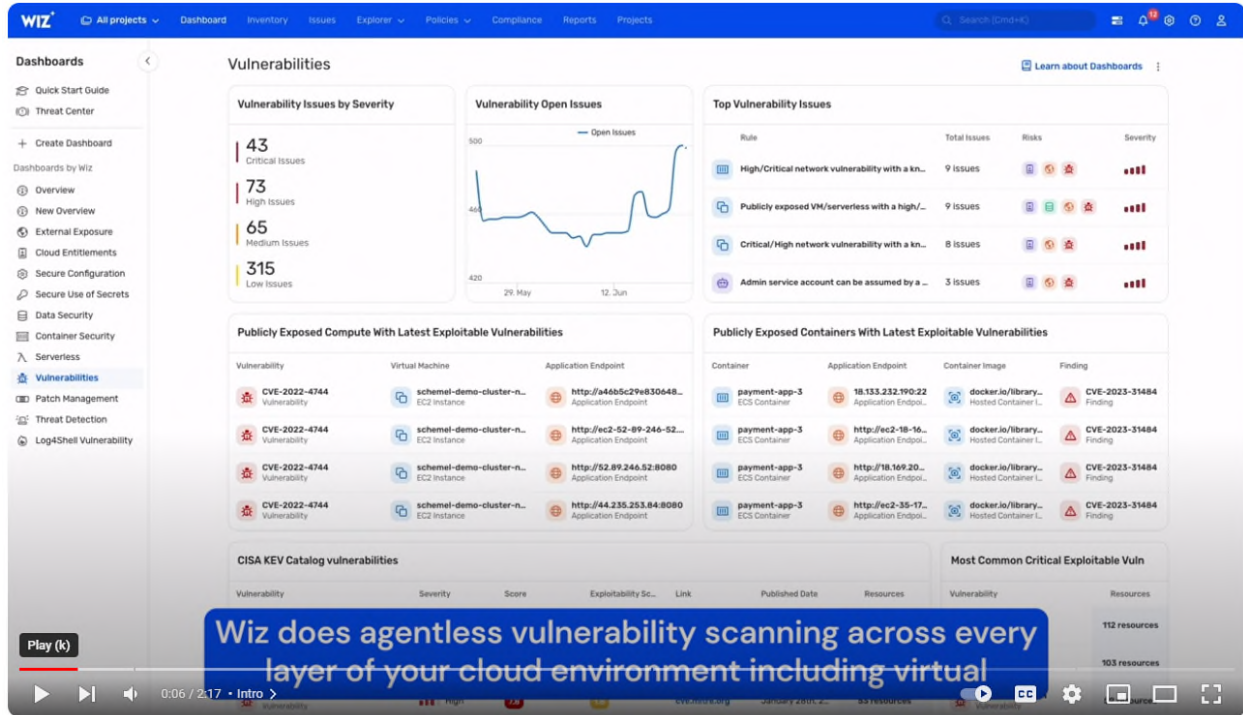 WIZ
All projects
Dashboard
Inventory
Issues
Explorer
Policies
Compliance
Reports
Projects
Search (Cmd+K)
12
Dashboards
Quick Start Guide
Threat Center
+ Create Dashboard
Dashboards by Wiz
Overview
New Overview
External Exposure
Cloud Entitlements
Secure Configuration
Secure Use of Secrets
Data Security
Container Security
Serverless
Vulnerabilities
Patch Management
Threat Detection
Log4Shell Vulnerability
Vulnerabilities
Learn about Dashboards
Vulnerability Issues by Severity
43
Critical Issues
73
High Issues
65
Medium Issues
315
Low Issues
Vulnerability Open Issues
Open Issues
500
460
420
29. May
12. Jun
Top Vulnerability Issues
Rule Total Issues Risks Severity
High/Critical network vulnerability with a kn... 9 issues
Publicly exposed VM/serverless with a high/... 9 issues
Critical/High network vulnerability with a kn... 8 issues
Admin service account can be assumed by a ... 3 issues
Publicly Exposed Compute With Latest Exploitable Vulnerabilities
Vulnerability Virtual Machine Application Endpoint
CVE-2022-4744 schemel-demo-cluster-n... http://a46b5c29e830648...
Vulnerability EC2 Instance Application Endpoint
CVE-2022-4744 schemel-demo-cluster-n... http://ec2-52-89-246-52....
Vulnerability EC2 Instance Application Endpoint
CVE-2022-4744 schemel-demo-cluster-n... http://52.89.246.52:8080
Vulnerability EC2 Instance Application Endpoint
CVE-2022-4744 schemel-demo-cluster-n... http://44.235.253.84:8080
Vulnerability EC2 Instance Application Endpoint
Publicly Exposed Containers With Latest Exploitable Vulnerabilities
Container Application Endpoint Container Image Finding
payment-app-3 18.133.232.190:22 docker.io/library... CVE-2023-31484
ECS Container Application Endpoi... Hosted Container I... Finding
payment-app-3 http://ec2-18-16... docker.io/library... CVE-2023-31484
ECS Container Application Endpoi... Hosted Container I... Finding
payment-app-3 http://18.169.20... docker.io/library... CVE-2023-31484
ECS Container Application Endpoi... Hosted Container I... Finding
payment-app-3 http://ec2-35-17... docker.io/library... CVE-2023-31484
ECS Container Application Endpoi... Hosted Container I... Finding
CISA KEV Catalog vulnerabilities
Vulnerability Severity Score Exploitability Sc... Link Published Date Resources
Most Common Critical Exploitable Vuln
Vulnerability Resources
112 resources
103 resources
Wiz does agentless vulnerability scanning across every
layer of your cloud environment including virtual
Play (k)
0:06 / 2:17 • Intro
CC